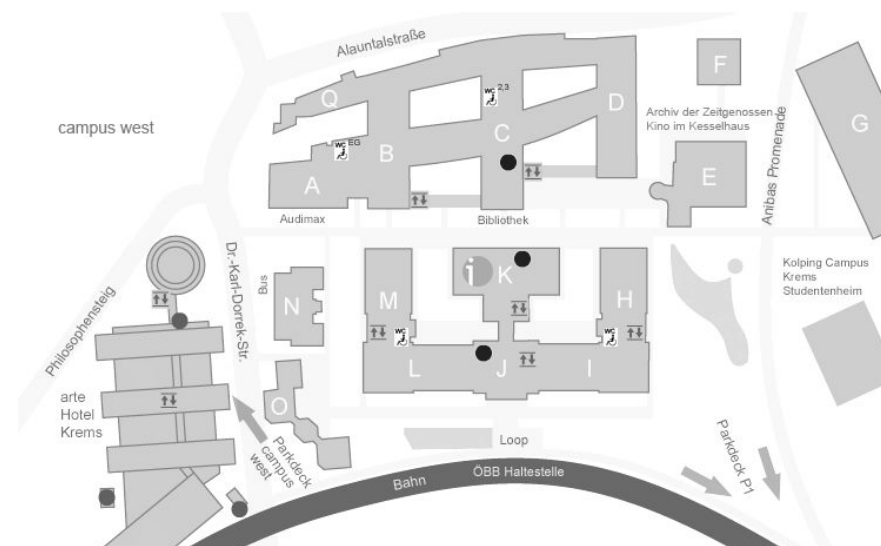 Alauntalstraße
campus west
Q
WC 2,3
D
F
Archiv der Zeitgenossen
Kino im Kesselhaus
G
C
WC EG
B
A
E
Anibas Promenade
Audimax
Bibliothek
Philosophensteig
Dr.-Karl-Dorrek-Str.
Bus
N
M
i
K
H
Kolping Campus
Krems
Studentenheim
WC
WC
L
J
I
arte
Hotel
Krems
O
Parkdeck
campus
west
Loop
Parkdeck P1
Bahn
ÖBB Haltestelle